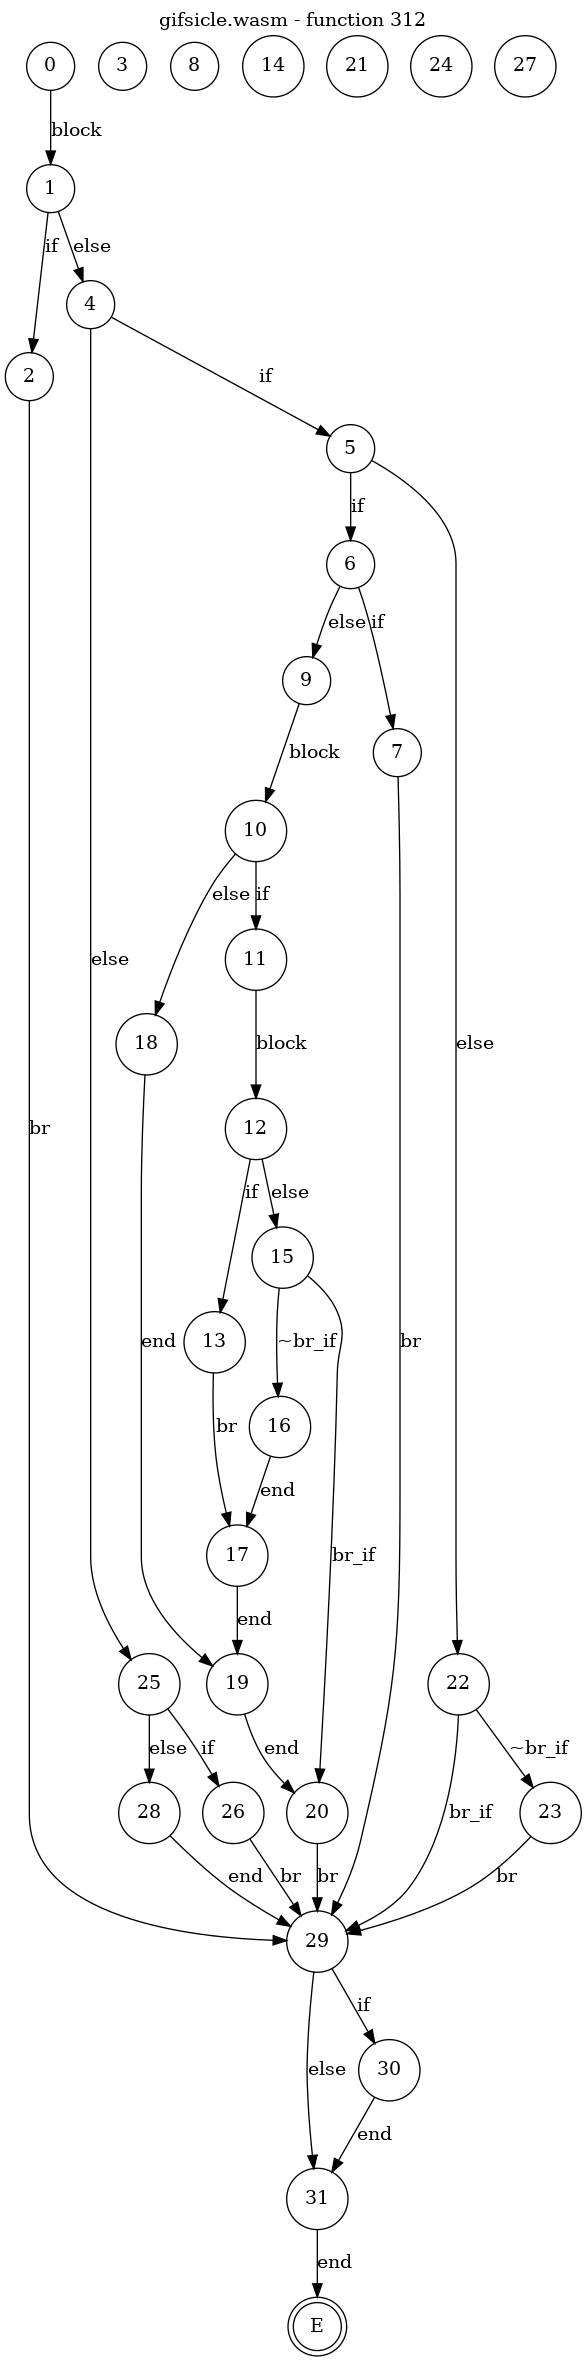 gifsicle.wasm - function 312
0 3 8 14 21 24 27
block
1
if else
4
2
if
5
if
6
else if
9
7
block
10
else if
11
else
18 block else
br 12
if else
15
end 13 ~br_if br
br 16
end
17 br_if
end
25 19 22
else if end ~br_if
28 26 20 br_if 23
end br br br
29
if
else 30
end
31
end
E